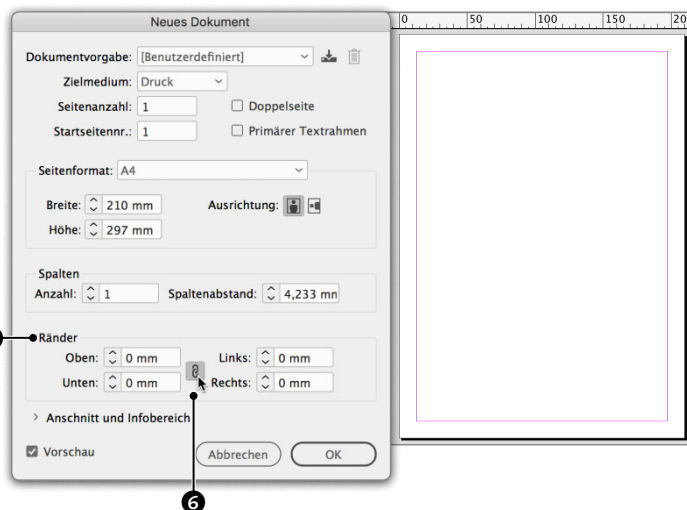 Neues Dokument
Dokumentvorgabe: [Benutzerdefiniert]
Zielmedium: Druck
Seitenanzahl: 1 Doppelseite
Startseitennr.: 1 Primärer Textrahmen
Seitenformat: A4
Breite: 210 mm Ausrichtung:
Höhe: 297 mm
Spalten
Anzahl: 1 Spaltenabstand: 4,233 mm
Ränder
Oben: 0 mm Links: 0 mm
Unten: 0 mm Rechts: 0 mm
Anschnitt und Infobereich
Vorschau Abbrechen OK
6
0 50 100 150 20